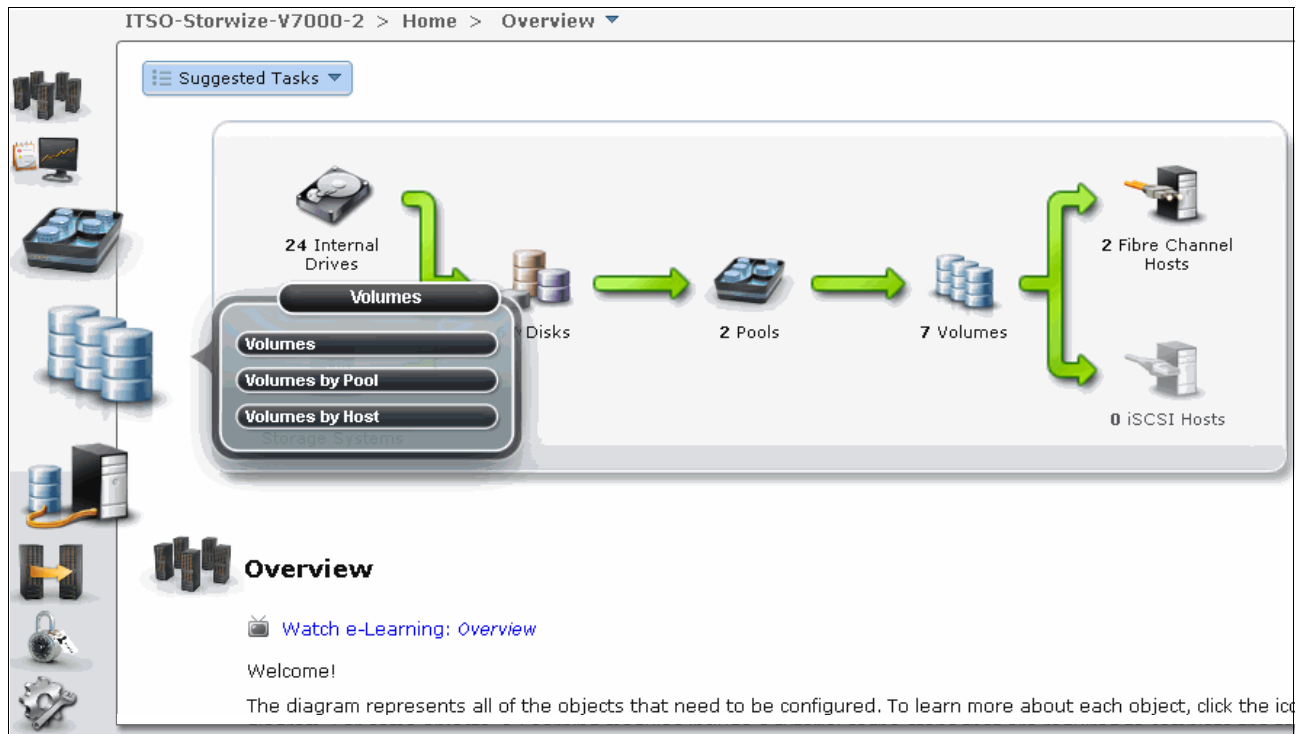 ITSO-Storwize-V7000-2 > Home > Overview
Suggested Tasks
24 Internal
Drives
Disks
2 Pools
7 Volumes
2 Fibre Channel
Hosts
0 iSCSI Hosts
Volumes
Volumes
Volumes by Pool
Volumes by Host
Storage Systems
Overview
Watch e-Learning: Overview
Welcome!
The diagram represents all of the objects that need to be configured. To learn more about each object, click the